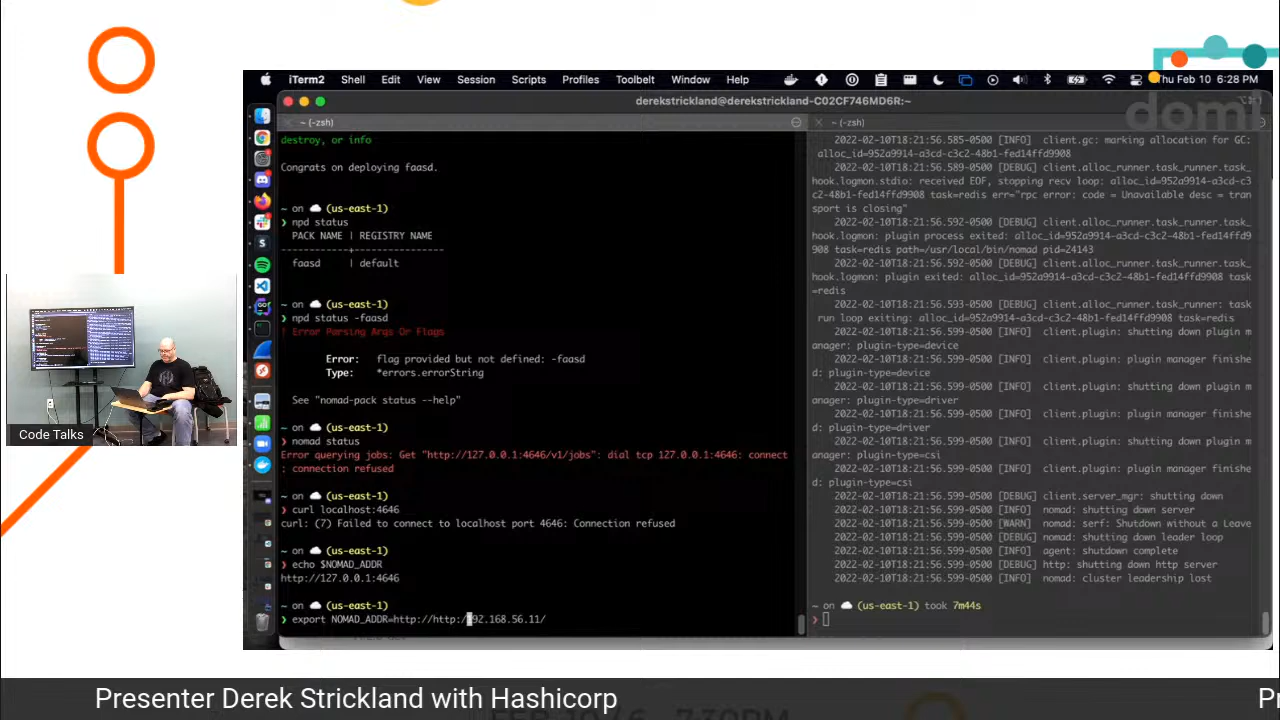 iTerm2 Shell Edit View Session Scripts Profiles Toolbelt Window Help
Thu Feb 10 6:28 PM
derekstrickland@derekstrickland-C02CF746MD6R:~
~ (-zsh)
destroy, or info
Congrats on deploying faasd.
~ on (us-east-1)
❯ npd status
PACK NAME | REGISTRY NAME
------------+----------------
faasd | default
~ on (us-east-1)
❯ npd status -faasd
! Error Parsing Args Or Flags
Error: flag provided but not defined: -faasd
Type: *errors.errorString
See "nomad-pack status --help"
~ on (us-east-1)
❯ nomad status
Error querying jobs: Get "http://127.0.0.1:4646/v1/jobs": dial tcp 127.0.0.1:4646: connect
: connection refused
~ on (us-east-1)
❯ curl localhost:4646
curl: (7) Failed to connect to localhost port 4646: Connection refused
~ on (us-east-1)
❯ echo $NOMAD_ADDR
http://127.0.0.1:4646
~ on (us-east-1)
❯ export NOMAD_ADDR=http://http:/ 92.168.56.11/
~ (-zsh)
2022-02-10T18:21:56.585-0500 [INFO] client.gc: marking allocation for GC:
alloc_id=952a9914-a3cd-c3c2-48b1-fed14ffd9908
2022-02-10T18:21:56.589-0500 [DEBUG] client.alloc_runner.task_runner.task_
hook.logmon.stdio: received EOF, stopping recv loop: alloc_id=952a9914-a3cd-c3
c2-48b1-fed14ffd9908 task=redis err="rpc error: code = Unavailable desc = tran
sport is closing"
2022-02-10T18:21:56.592-0500 [DEBUG] client.alloc_runner.task_runner.task_
hook.logmon: plugin process exited: alloc_id=952a9914-a3cd-c3c2-48b1-fed14ffd9
908 task=redis path=/usr/local/bin/nomad pid=24143
2022-02-10T18:21:56.592-0500 [DEBUG] client.alloc_runner.task_runner.task_
hook.logmon: plugin exited: alloc_id=952a9914-a3cd-c3c2-48b1-fed14ffd9908 task
=redis
2022-02-10T18:21:56.593-0500 [DEBUG] client.alloc_runner.task_runner: task
run loop exiting: alloc_id=952a9914-a3cd-c3c2-48b1-fed14ffd9908 task=redis
2022-02-10T18:21:56.599-0500 [INFO] client.plugin: shutting down plugin m
anager: plugin-type=device
2022-02-10T18:21:56.599-0500 [INFO] client.plugin: plugin manager finishe
d: plugin-type=device
2022-02-10T18:21:56.599-0500 [INFO] client.plugin: shutting down plugin m
anager: plugin-type=driver
2022-02-10T18:21:56.599-0500 [INFO] client.plugin: plugin manager finishe
d: plugin-type=driver
2022-02-10T18:21:56.599-0500 [INFO] client.plugin: shutting down plugin m
anager: plugin-type=csi
2022-02-10T18:21:56.599-0500 [INFO] client.plugin: plugin manager finishe
d: plugin-type=csi
2022-02-10T18:21:56.599-0500 [DEBUG] client.server_mgr: shutting down
2022-02-10T18:21:56.599-0500 [INFO] nomad: shutting down server
2022-02-10T18:21:56.599-0500 [WARN] nomad: serf: Shutdown without a Leave
2022-02-10T18:21:56.599-0500 [DEBUG] nomad: shutting down leader loop
2022-02-10T18:21:56.599-0500 [INFO] agent: shutdown complete
2022-02-10T18:21:56.599-0500 [DEBUG] http: shutting down http server
2022-02-10T18:21:56.599-0500 [INFO] nomad: cluster leadership lost
~ on (us-east-1) took 7m44s
❯
domi
Code Talks
Presenter Derek Strickland with Hashicorp
Pr